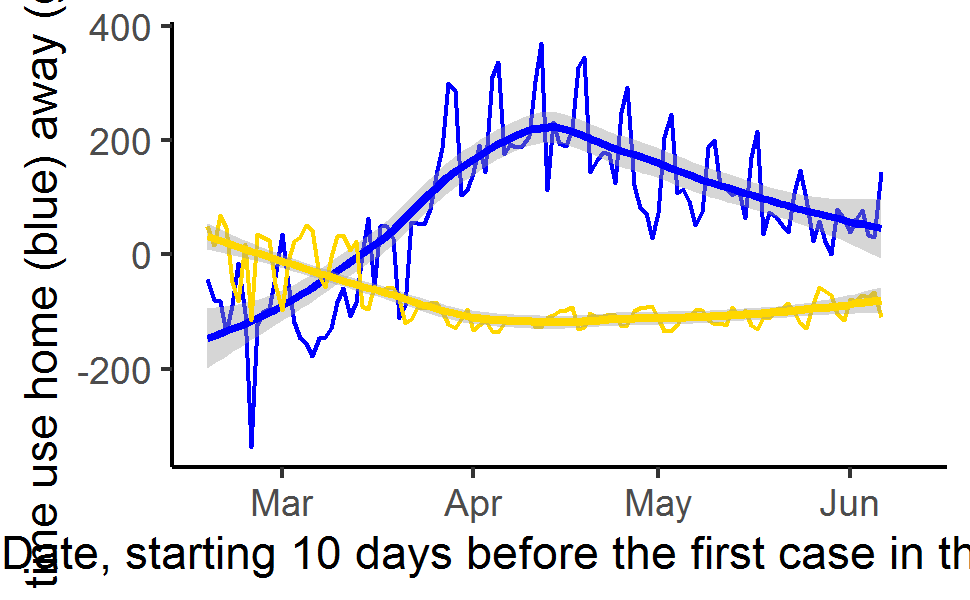 time use home (blue) away (
400
200
0
-200
Mar Apr May Jun
Date, starting 10 days before the first case in th